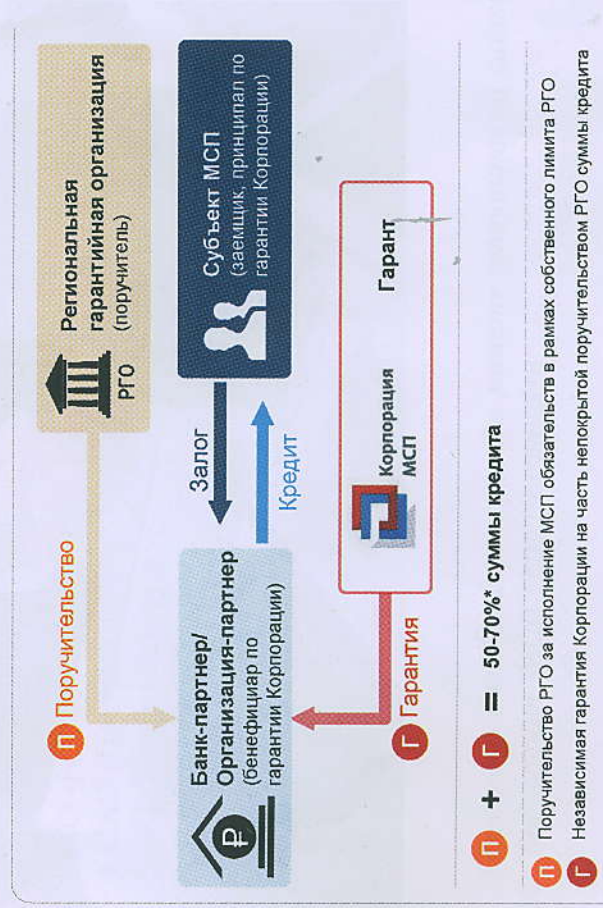 П Поручительство
РГО
Региональная
гарантийная организация
(поручитель)
Банк-партнер/
Организация-партнер
(бенефициар по
гарантии Корпорации)
Залог
Кредит
Субъект МСП
(заемщик, принципал по
гарантии Корпорации)
Г Гарантия
Корпорация
МСП
Гарант
П + Г = 50-70%* суммы кредита
П Поручительство РГО за исполнение МСП обязательств в рамках собственного лимита РГО
Г Независимая гарантия Корпорации на часть непокрытой поручительством РГО суммы кредита